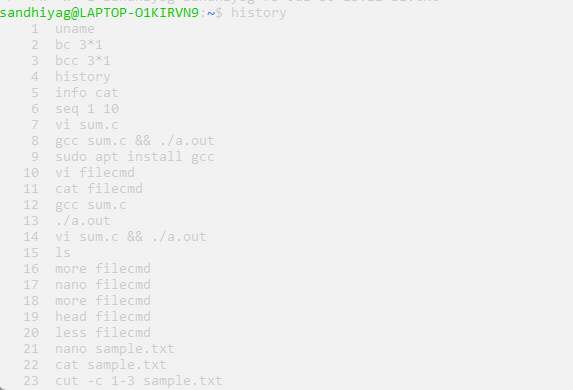 sandhiyag@LAPTOP-O1KIRVN9:~$ history
1 uname
2 bc 3*1
3 bcc 3*1
4 history
5 info cat
6 seq 1 10
7 vi sum.c
8 gcc sum.c && ./a.out
9 sudo apt install gcc
10 vi filecmd
11 cat filecmd
12 gcc sum.c
13 ./a.out
14 vi sum.c && ./a.out
15 ls
16 more filecmd
17 nano filecmd
18 more filecmd
19 head filecmd
20 less filecmd
21 nano sample.txt
22 cat sample.txt
23 cut -c 1-3 sample.txt